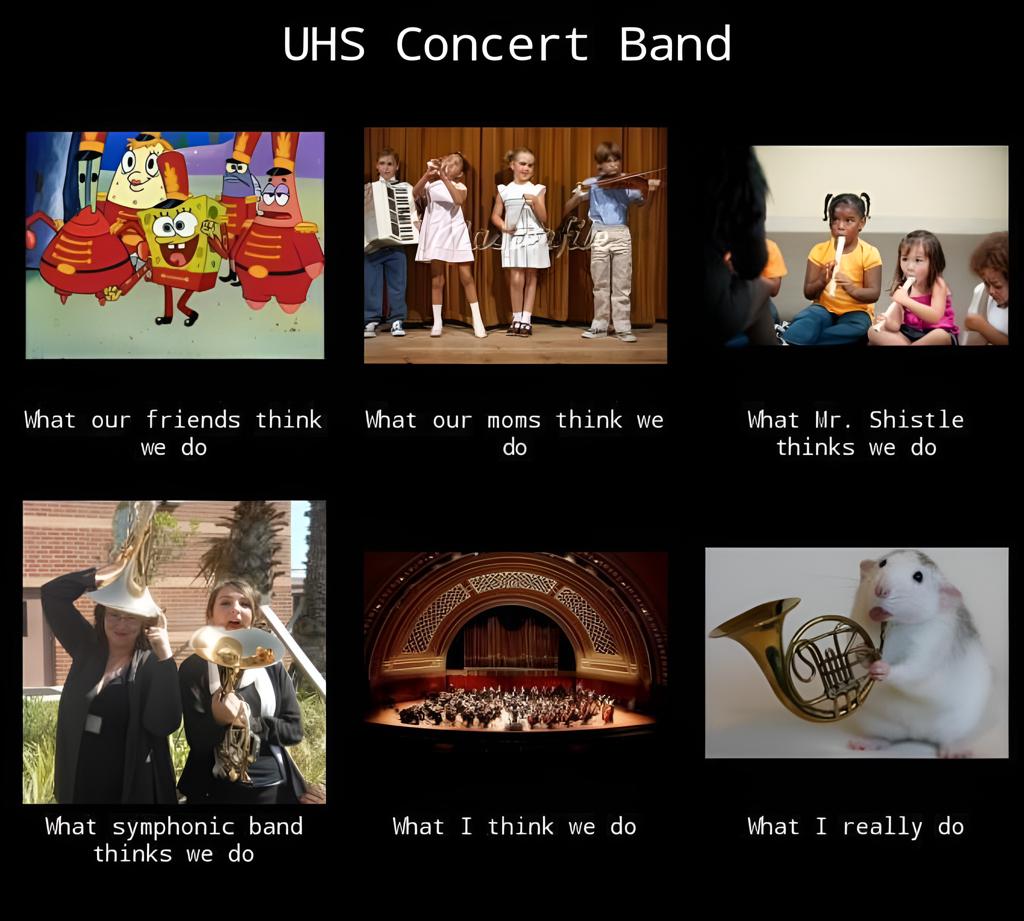 UHS Concert Band
What our friends think
we do
What our moms think we
do
What Mr. Shistle
thinks we do
What symphonic band
thinks we do
What I think we do
What I really do